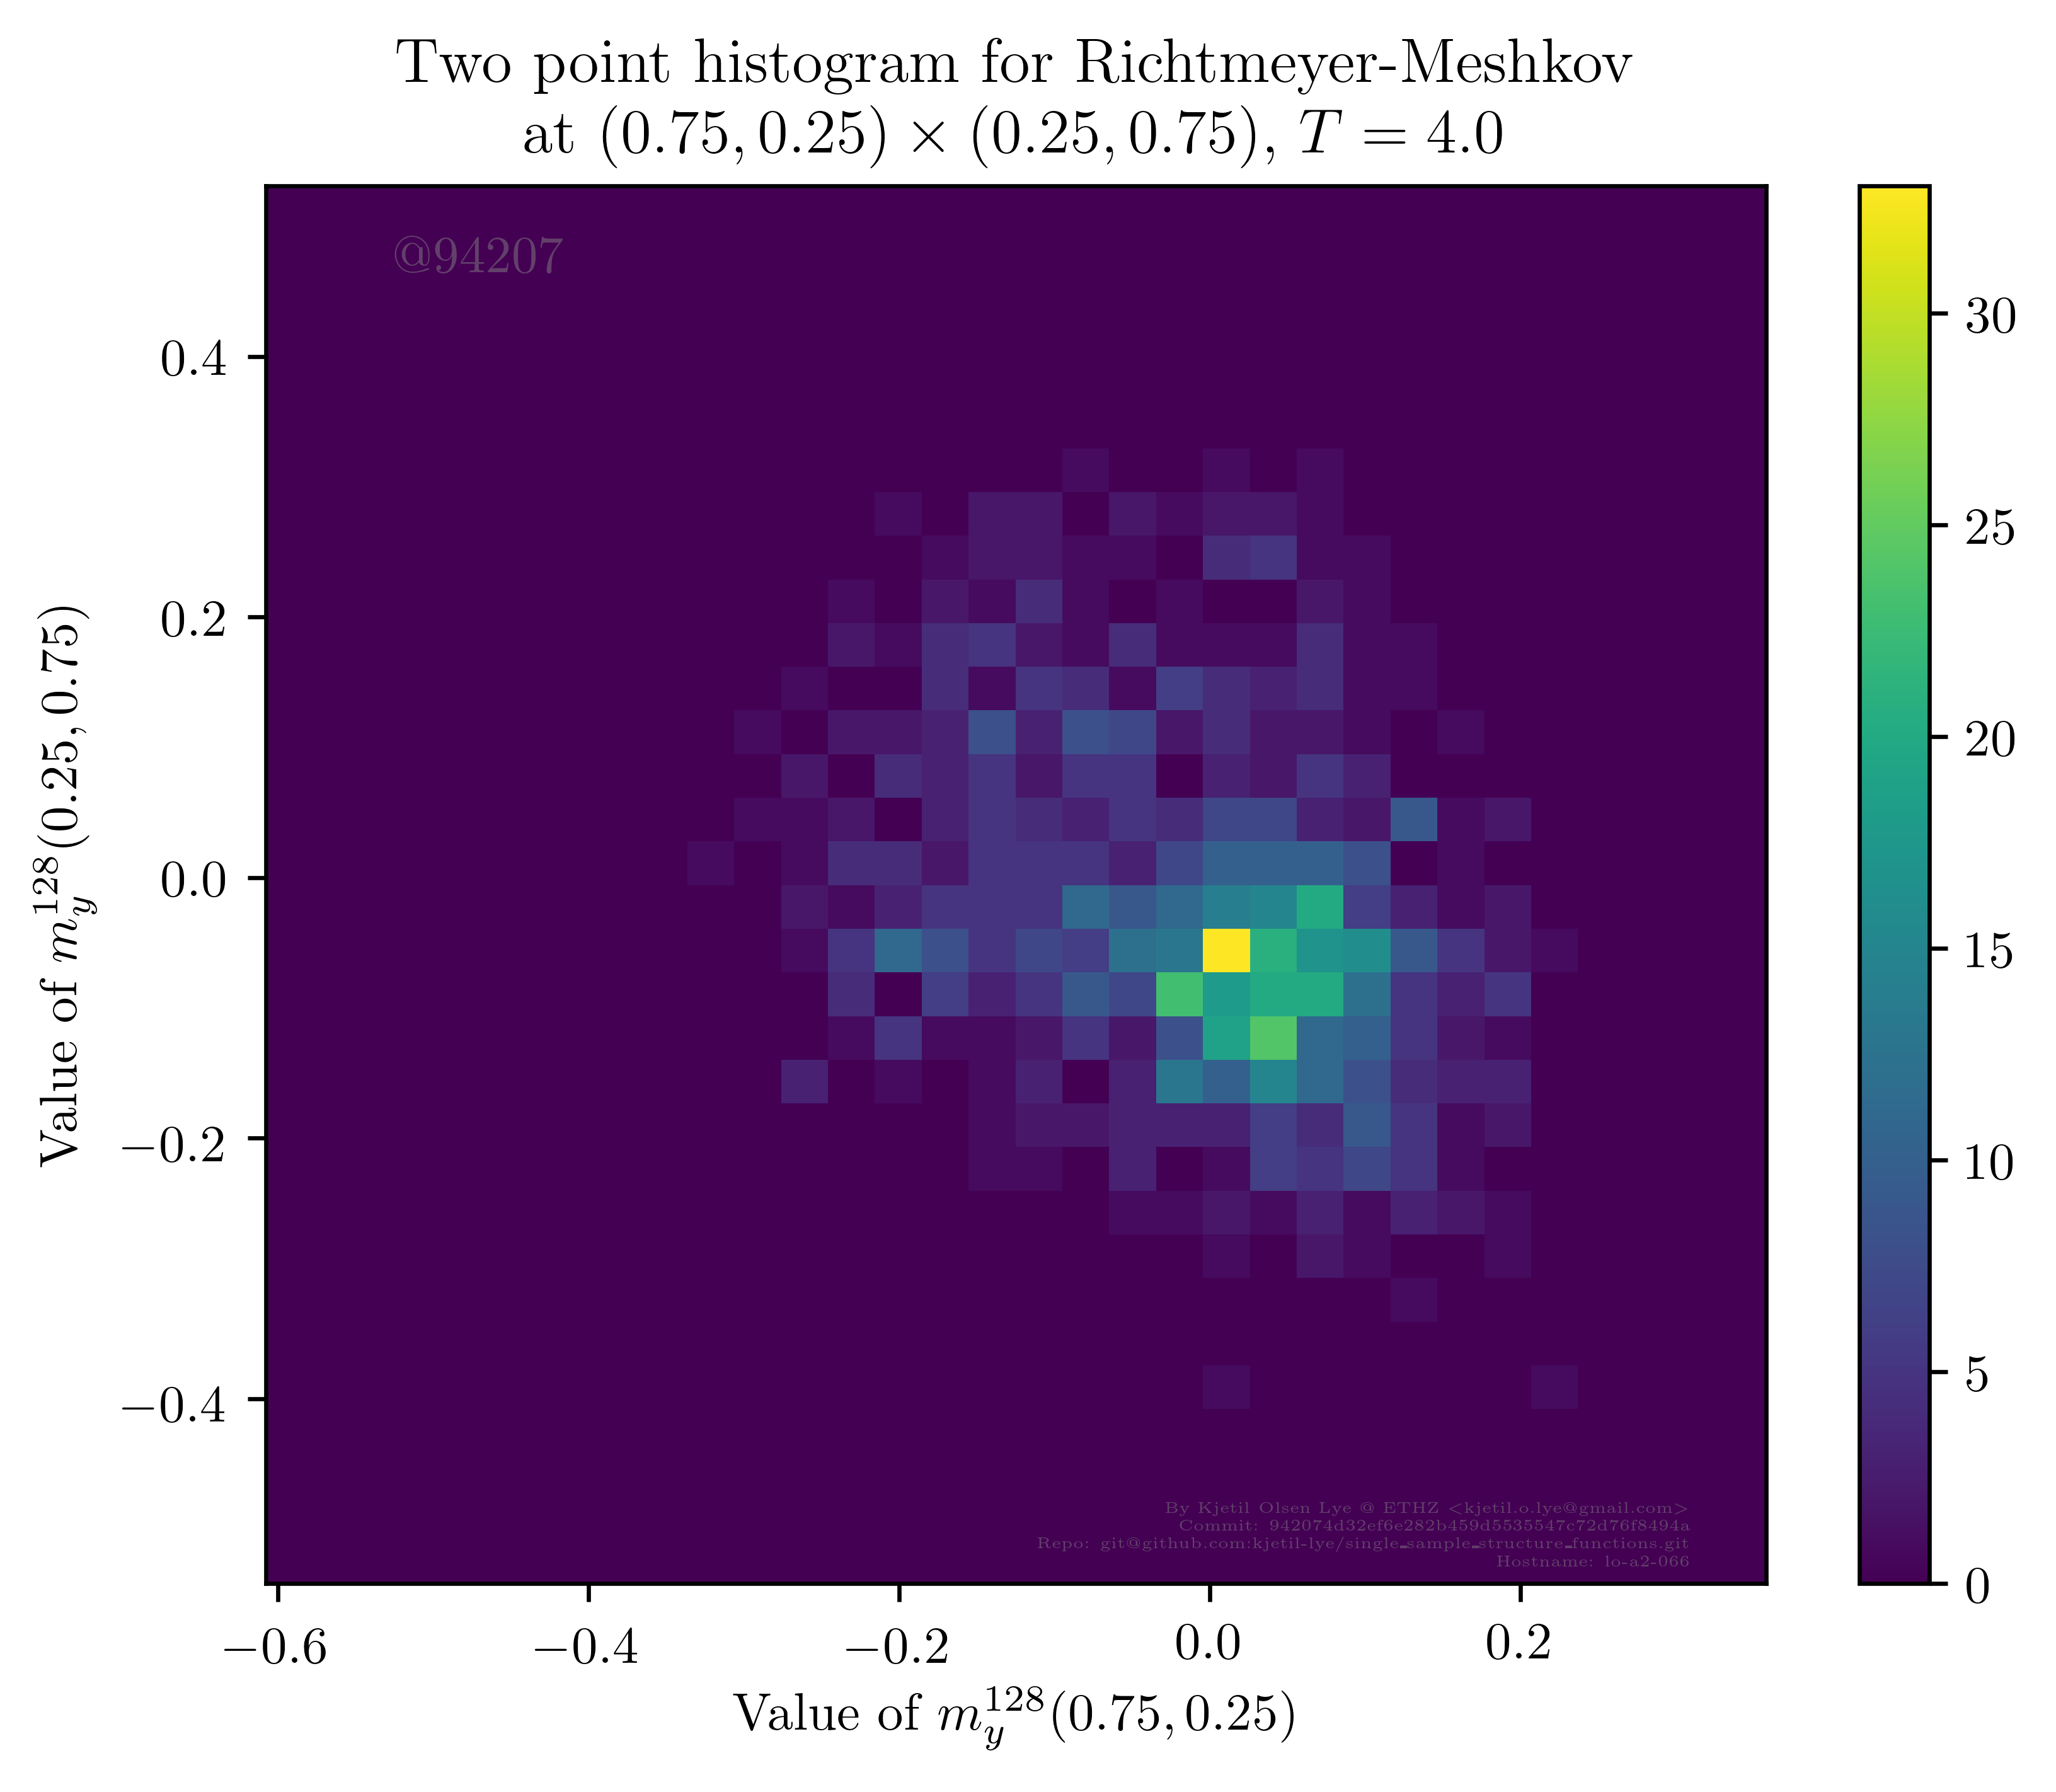 Two point histogram for Richtmeyer-Meshkov
at (0.75, 0.25) × (0.25, 0.75), T = 4.0
@94207
0.4
0.2
0.0
−0.2
−0.4
Value of m_y^128(0.25, 0.75)
−0.6
−0.4
−0.2
0.0
0.2
Value of m_y^128(0.75, 0.25)
30
25
20
15
10
5
0
By Kjetil Olsen Lye @ ETHZ <kjetil.o.lye@gmail.com>
Commit: 942074d32ef6e282b459d5535547c72d76f8494a
Repo: git@github.com:kjetil-lye/single_sample_structure_functions.git
Hostname: lo-a2-066